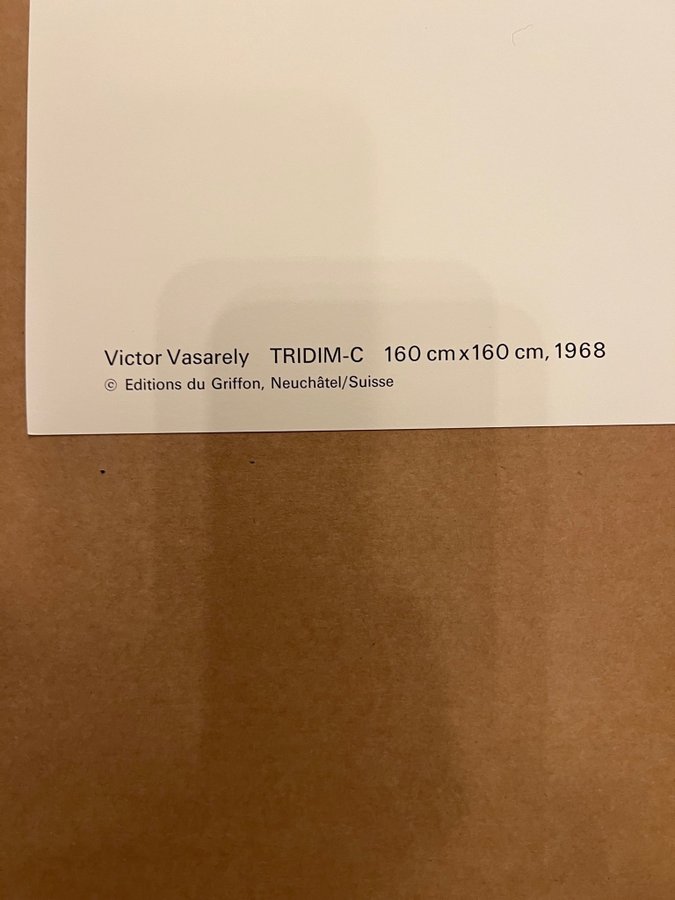 Victor Vasarely TRIDIM-C 160 cm x 160 cm, 1968
© Editions du Griffon, Neuchâtel/Suisse